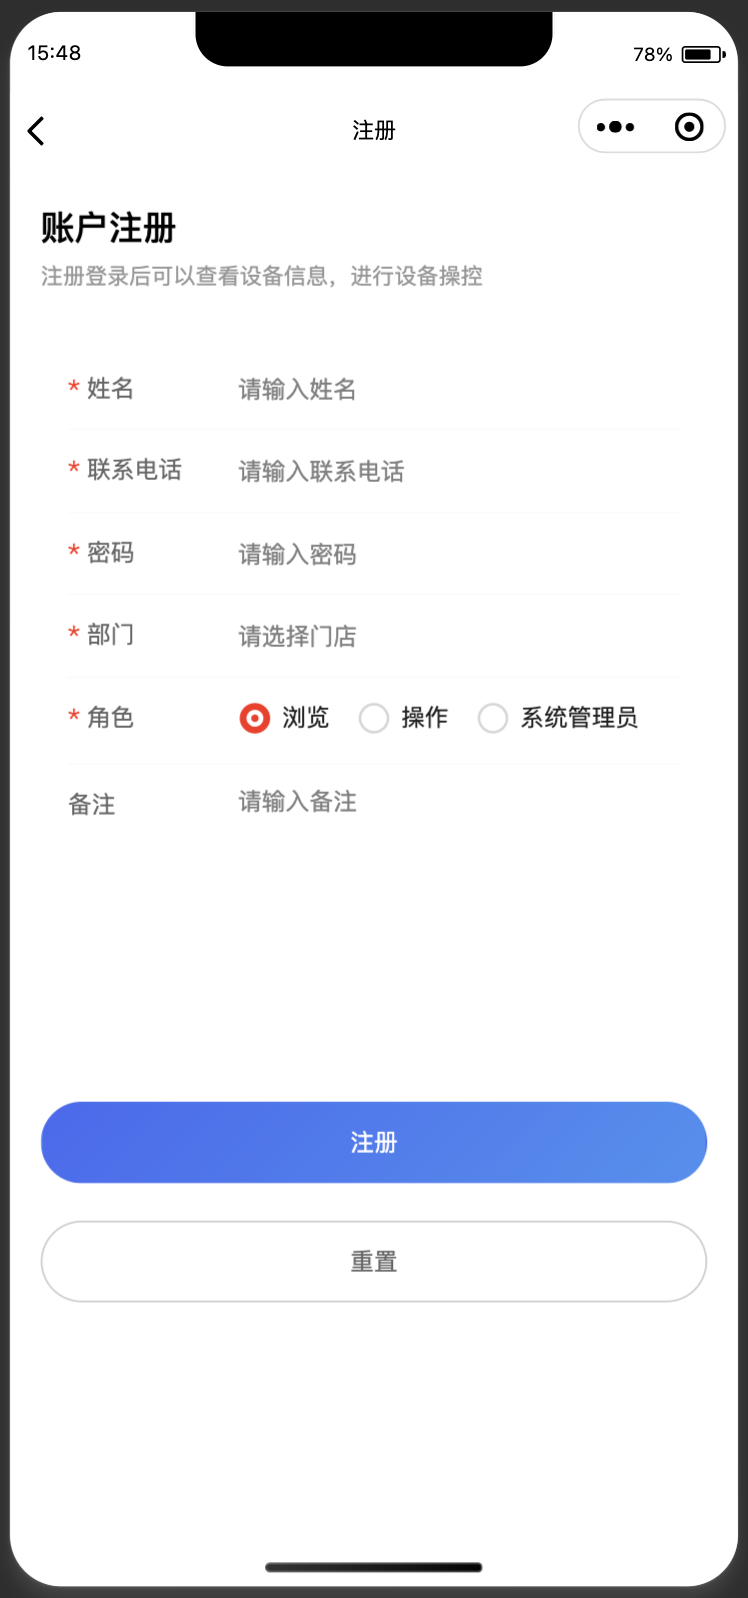 15:48 78%
注册
账户注册
注册登录后可以查看设备信息，进行设备操控
* 姓名 请输入姓名
* 联系电话 请输入联系电话
* 密码 请输入密码
* 部门 请选择门店
* 角色 浏览 操作 系统管理员
备注 请输入备注
注册
重置